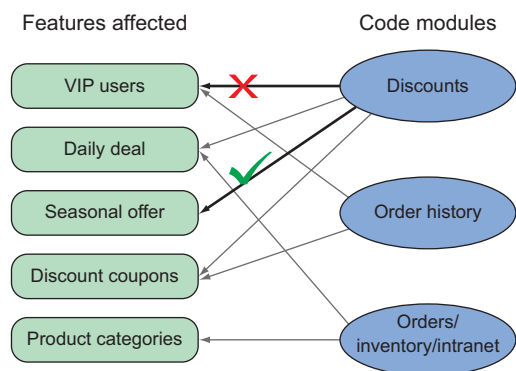 Features affected
Code modules
VIP users
Discounts
Daily deal
Seasonal offer
Order history
Discount coupons
Product categories
Orders/
inventory/intranet